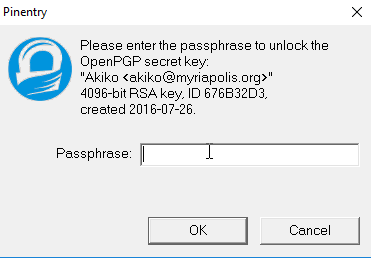 Pinentry
Please enter the passphrase to unlock the
OpenPGP secret key:
"Akiko <akiko@myriapolis.org>"
4096-bit RSA key, ID 676B32D3,
created 2016-07-26.
Passphrase:
OK
Cancel